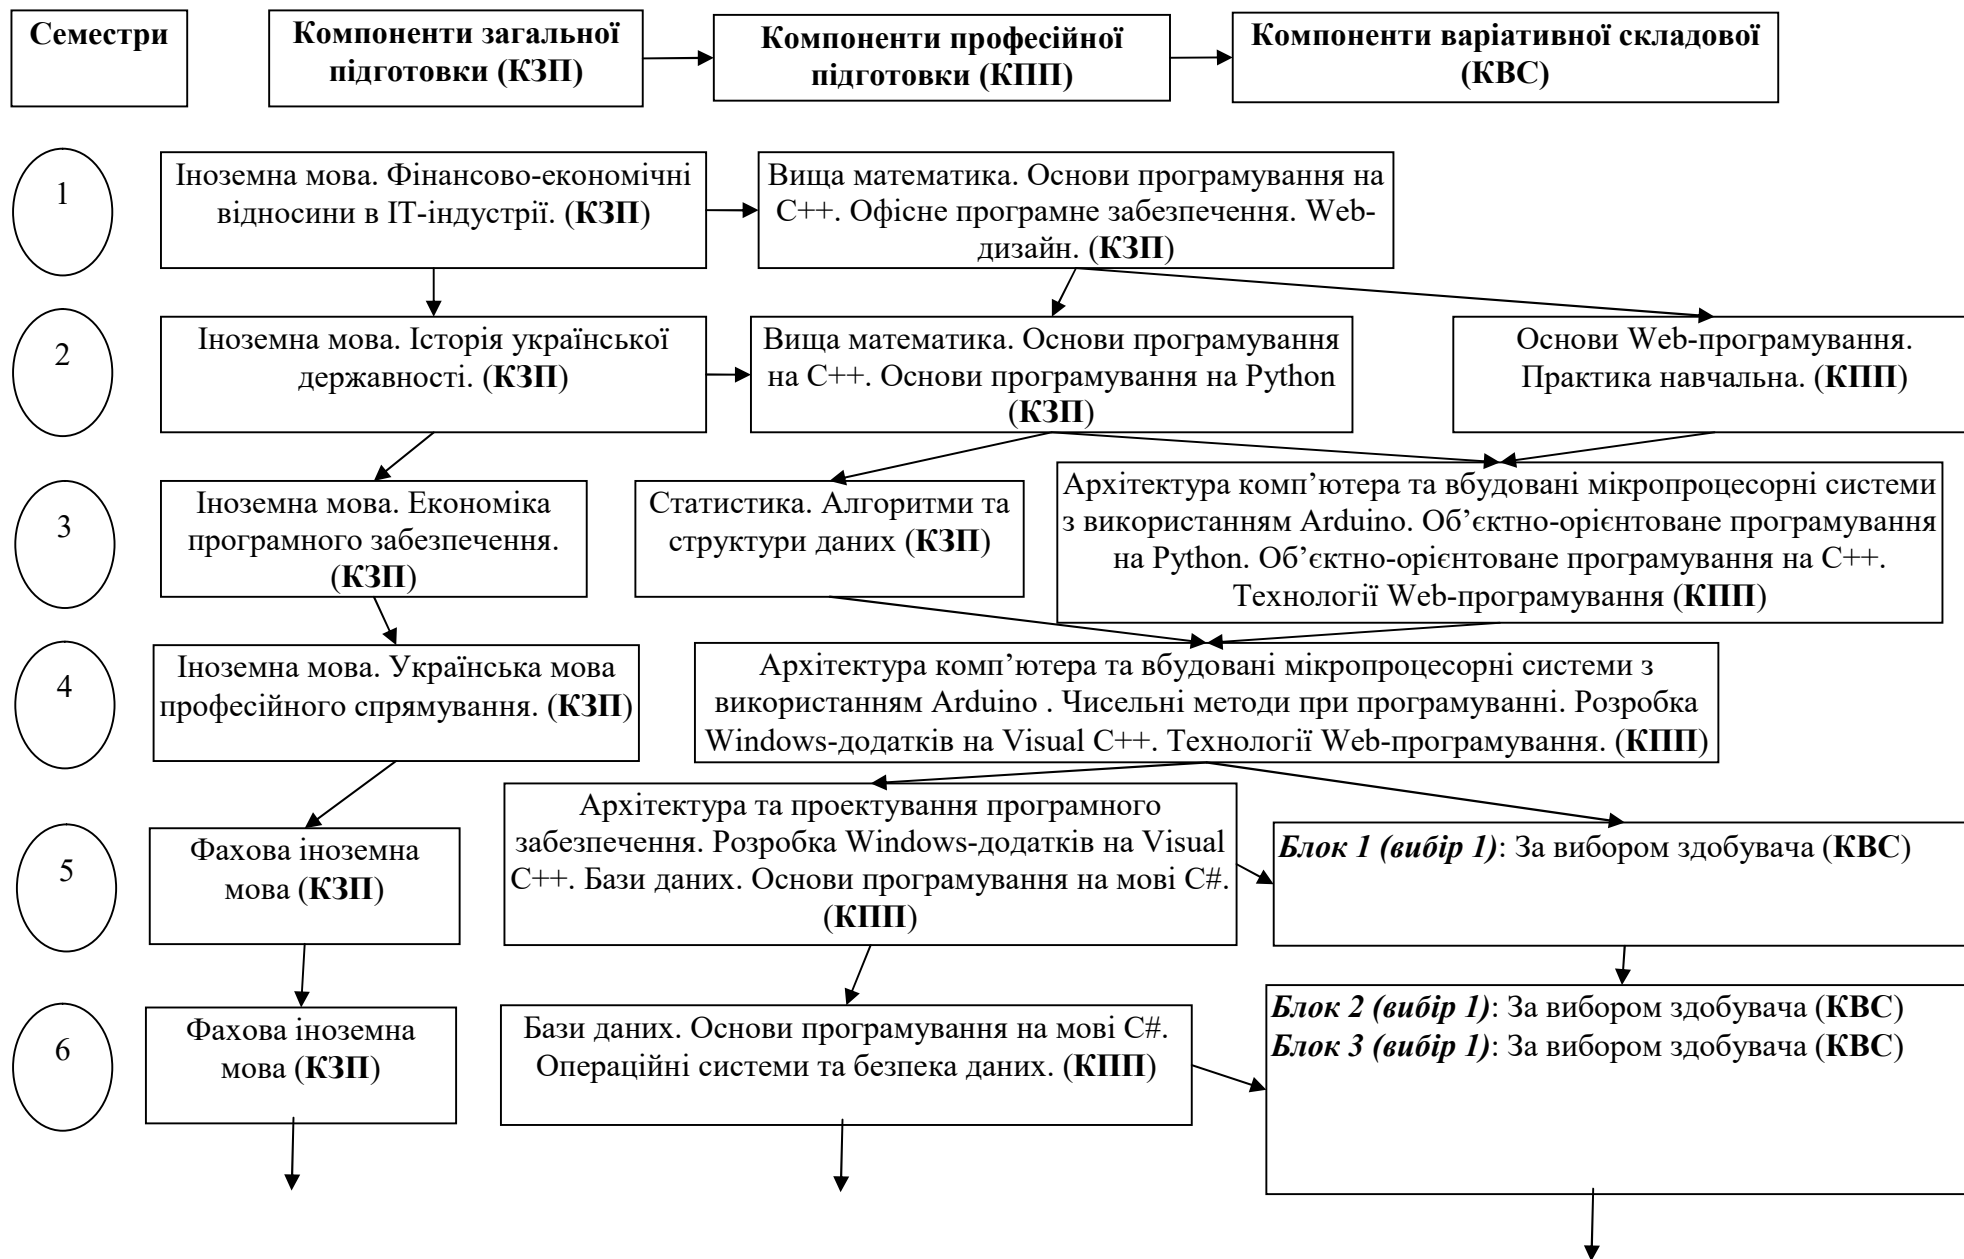 Семестри
Компоненти загальної
підготовки (КЗП)
Компоненти професійної
підготовки (КПП)
Компоненти варіативної складової
(КВС)
1
Іноземна мова. Фінансово-економічні
відносини в ІТ-індустрії. (КЗП)
Вища математика. Основи програмування на
С++. Офісне програмне забезпечення. Web-
дизайн. (КЗП)
2
Іноземна мова. Історія української
державності. (КЗП)
Вища математика. Основи програмування
на С++. Основи програмування на Python
(КЗП)
Основи Web-програмування.
Практика навчальна. (КПП)
3
Іноземна мова. Економіка
програмного забезпечення.
(КЗП)
Статистика. Алгоритми та
структури даних (КЗП)
Архітектура комп’ютера та вбудовані мікропроцесорні системи
з використанням Arduino. Об’єктно-орієнтоване програмування
на Python. Об’єктно-орієнтоване програмування на С++.
Технології Web-програмування (КПП)
4
Іноземна мова. Українська мова
професійного спрямування. (КЗП)
Архітектура комп’ютера та вбудовані мікропроцесорні системи з
використанням Arduino . Чисельні методи при програмуванні. Розробка
Windows-додатків на Visual C++. Технології Web-програмування. (КПП)
5
Фахова іноземна
мова (КЗП)
Архітектура та проектування програмного
забезпечення. Розробка Windows-додатків на Visual
C++. Бази даних. Основи програмування на мові C#.
(КПП)
Блок 1 (вибір 1): За вибором здобувача (КВС)
6
Фахова іноземна
мова (КЗП)
Бази даних. Основи програмування на мові C#.
Операційні системи та безпека даних. (КПП)
Блок 2 (вибір 1): За вибором здобувача (КВС)
Блок 3 (вибір 1): За вибором здобувача (КВС)